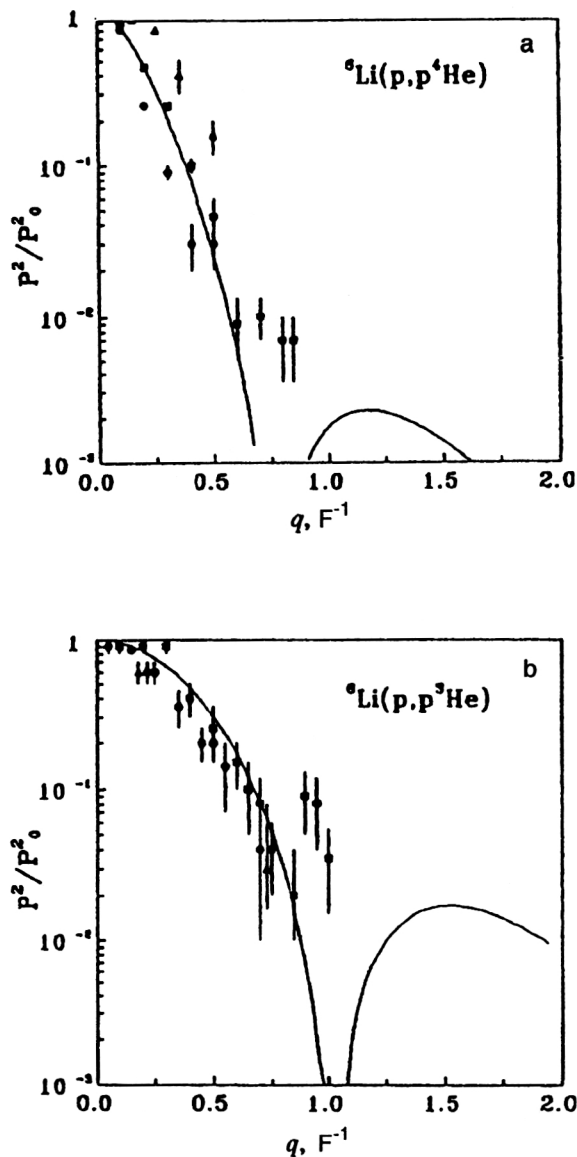 a
⁶Li(p,p⁴He)
P²/P²₀
1
10⁻¹
10⁻²
10⁻³
0.0 0.5 1.0 1.5 2.0
q, F⁻¹
b
⁶Li(p,p³He)
P²/P²₀
1
10⁻¹
10⁻²
10⁻³
0.0 0.5 1.0 1.5 2.0
q, F⁻¹